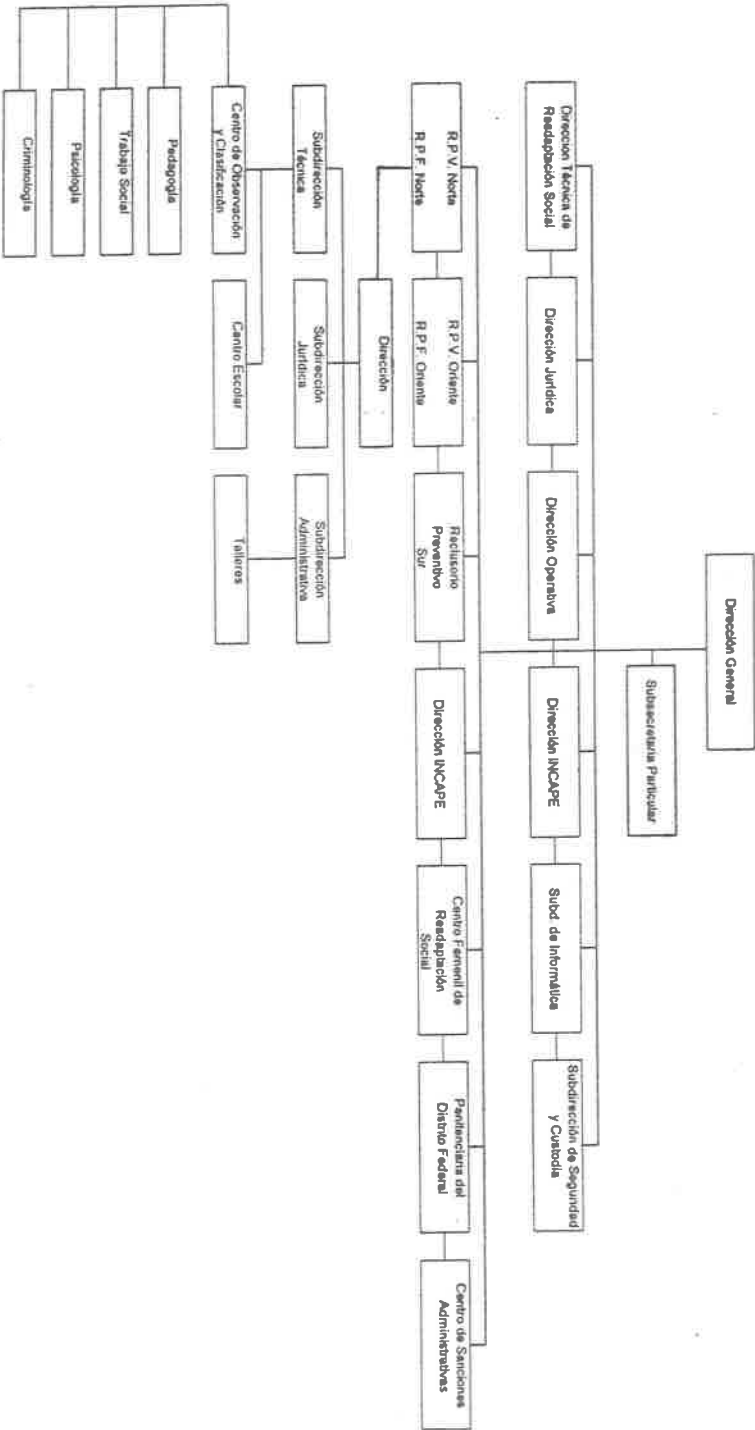 Dirección General
Subsecretaria Particular
Dirección Técnica de
Readaptación Social
Dirección Jurídica
Dirección Operativa
Dirección INCAPE
Subd. de Informática
Subdirección de Seguridad
y Custodia
R.P.V. Norte
R.P.F. Norte
R.P.V. Oriente
R.P.F. Oriente
Reclusorio
Preventivo
Sur
Dirección INCAPE
Centro Femenil de
Readaptación
Social
Penitenciaria del
Distrito Federal
Centro de Sanciones
Administrativas
Dirección
Subdirección
Técnica
Subdirección
Jurídica
Subdirección
Administrativa
Centro de Observación
y Clasificación
Centro Escolar
Talleres
Pedagogía
Trabajo Social
Psicología
Criminología